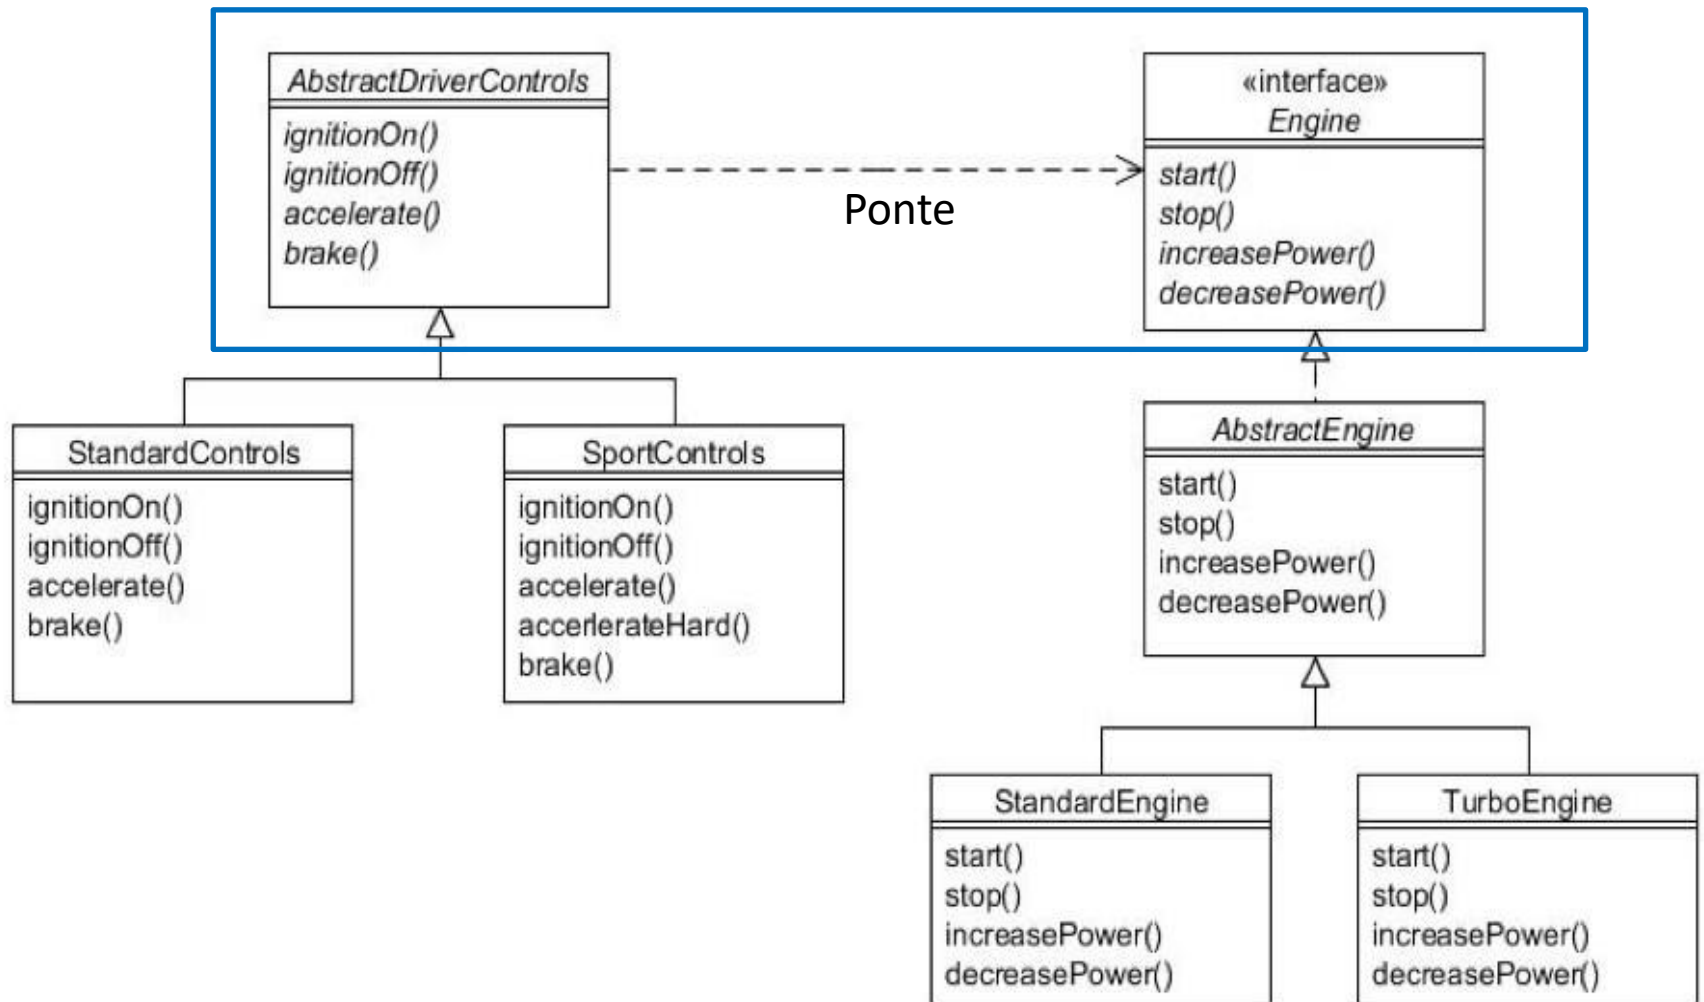 AbstractDriverControls
ignitionOn()
ignitionOff()
accelerate()
brake()
Ponte
«interface»
Engine
start()
stop()
increasePower()
decreasePower()
StandardControls
ignitionOn()
ignitionOff()
accelerate()
brake()
SportControls
ignitionOn()
ignitionOff()
accelerate()
accerlerateHard()
brake()
AbstractEngine
start()
stop()
increasePower()
decreasePower()
StandardEngine
start()
stop()
increasePower()
decreasePower()
TurboEngine
start()
stop()
increasePower()
decreasePower()